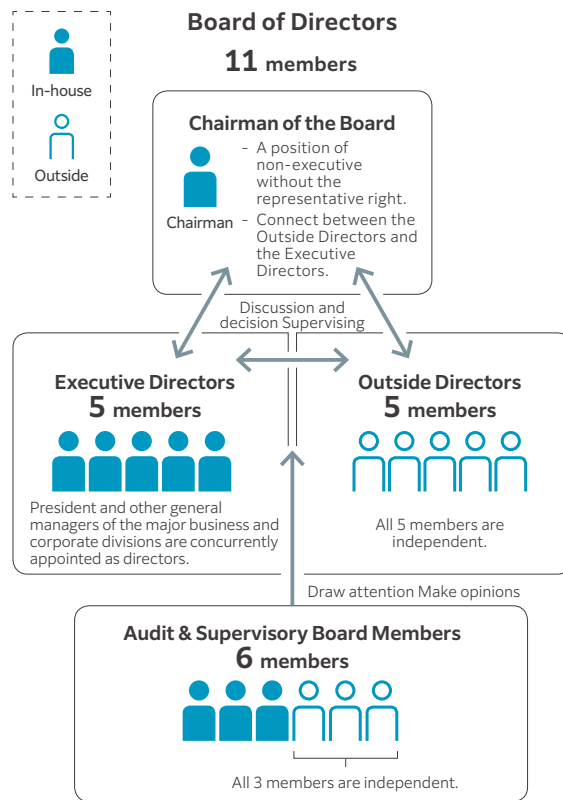 In-house
Outside
Board of Directors
11 members
Chairman of the Board
Chairman
- A position of
non-executive
without the
representative right.
- Connect between the
Outside Directors and
the Executive
Directors.
Discussion and
decision Supervising
Executive Directors
5 members
President and other general
managers of the major business and
corporate divisions are concurrently
appointed as directors.
Outside Directors
5 members
All 5 members are
independent.
Draw attention Make opinions
Audit & Supervisory Board Members
6 members
All 3 members are independent.